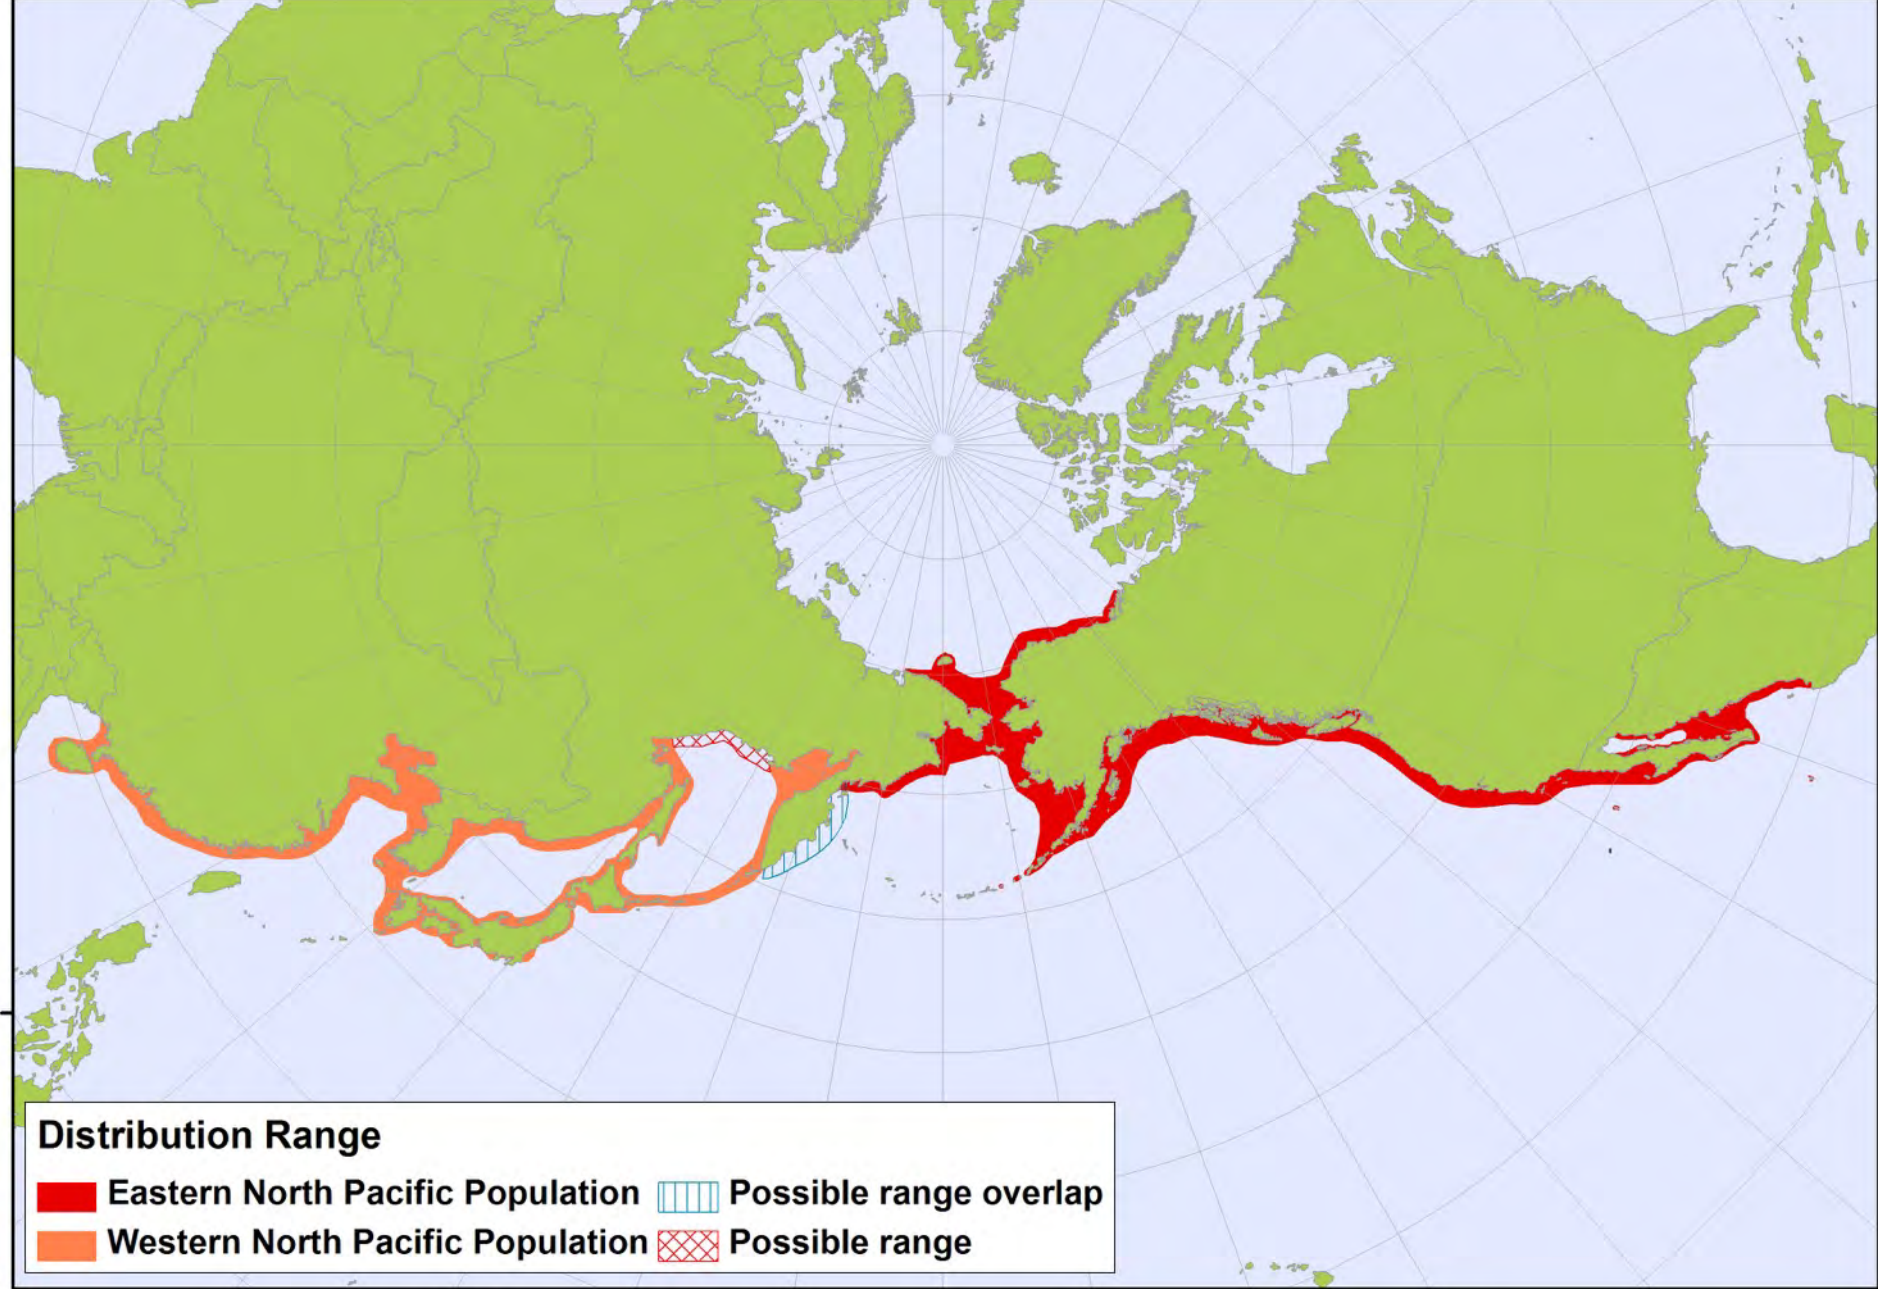 Distribution Range
Eastern North Pacific Population
Possible range overlap
Western North Pacific Population
Possible range